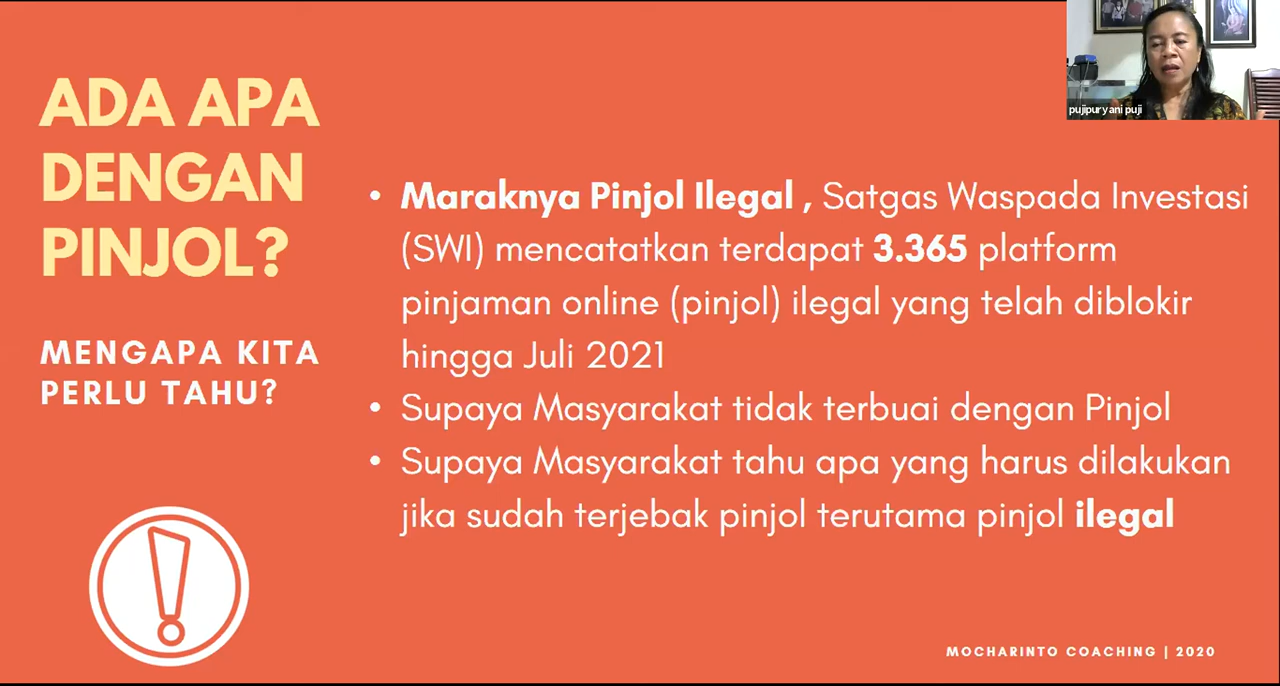 ADA APA
DENGAN
PINJOL?
MENGAPA KITA
PERLU TAHU?
• Maraknya Pinjol Ilegal , Satgas Waspada Investasi
(SWI) mencatatkan terdapat 3.365 platform
pinjaman online (pinjol) ilegal yang telah diblokir
hingga Juli 2021
• Supaya Masyarakat tidak terbuai dengan Pinjol
• Supaya Masyarakat tahu apa yang harus dilakukan
jika sudah terjebak pinjol terutama pinjol ilegal
pujipuryani puji
MOCHARINTO COACHING | 2020